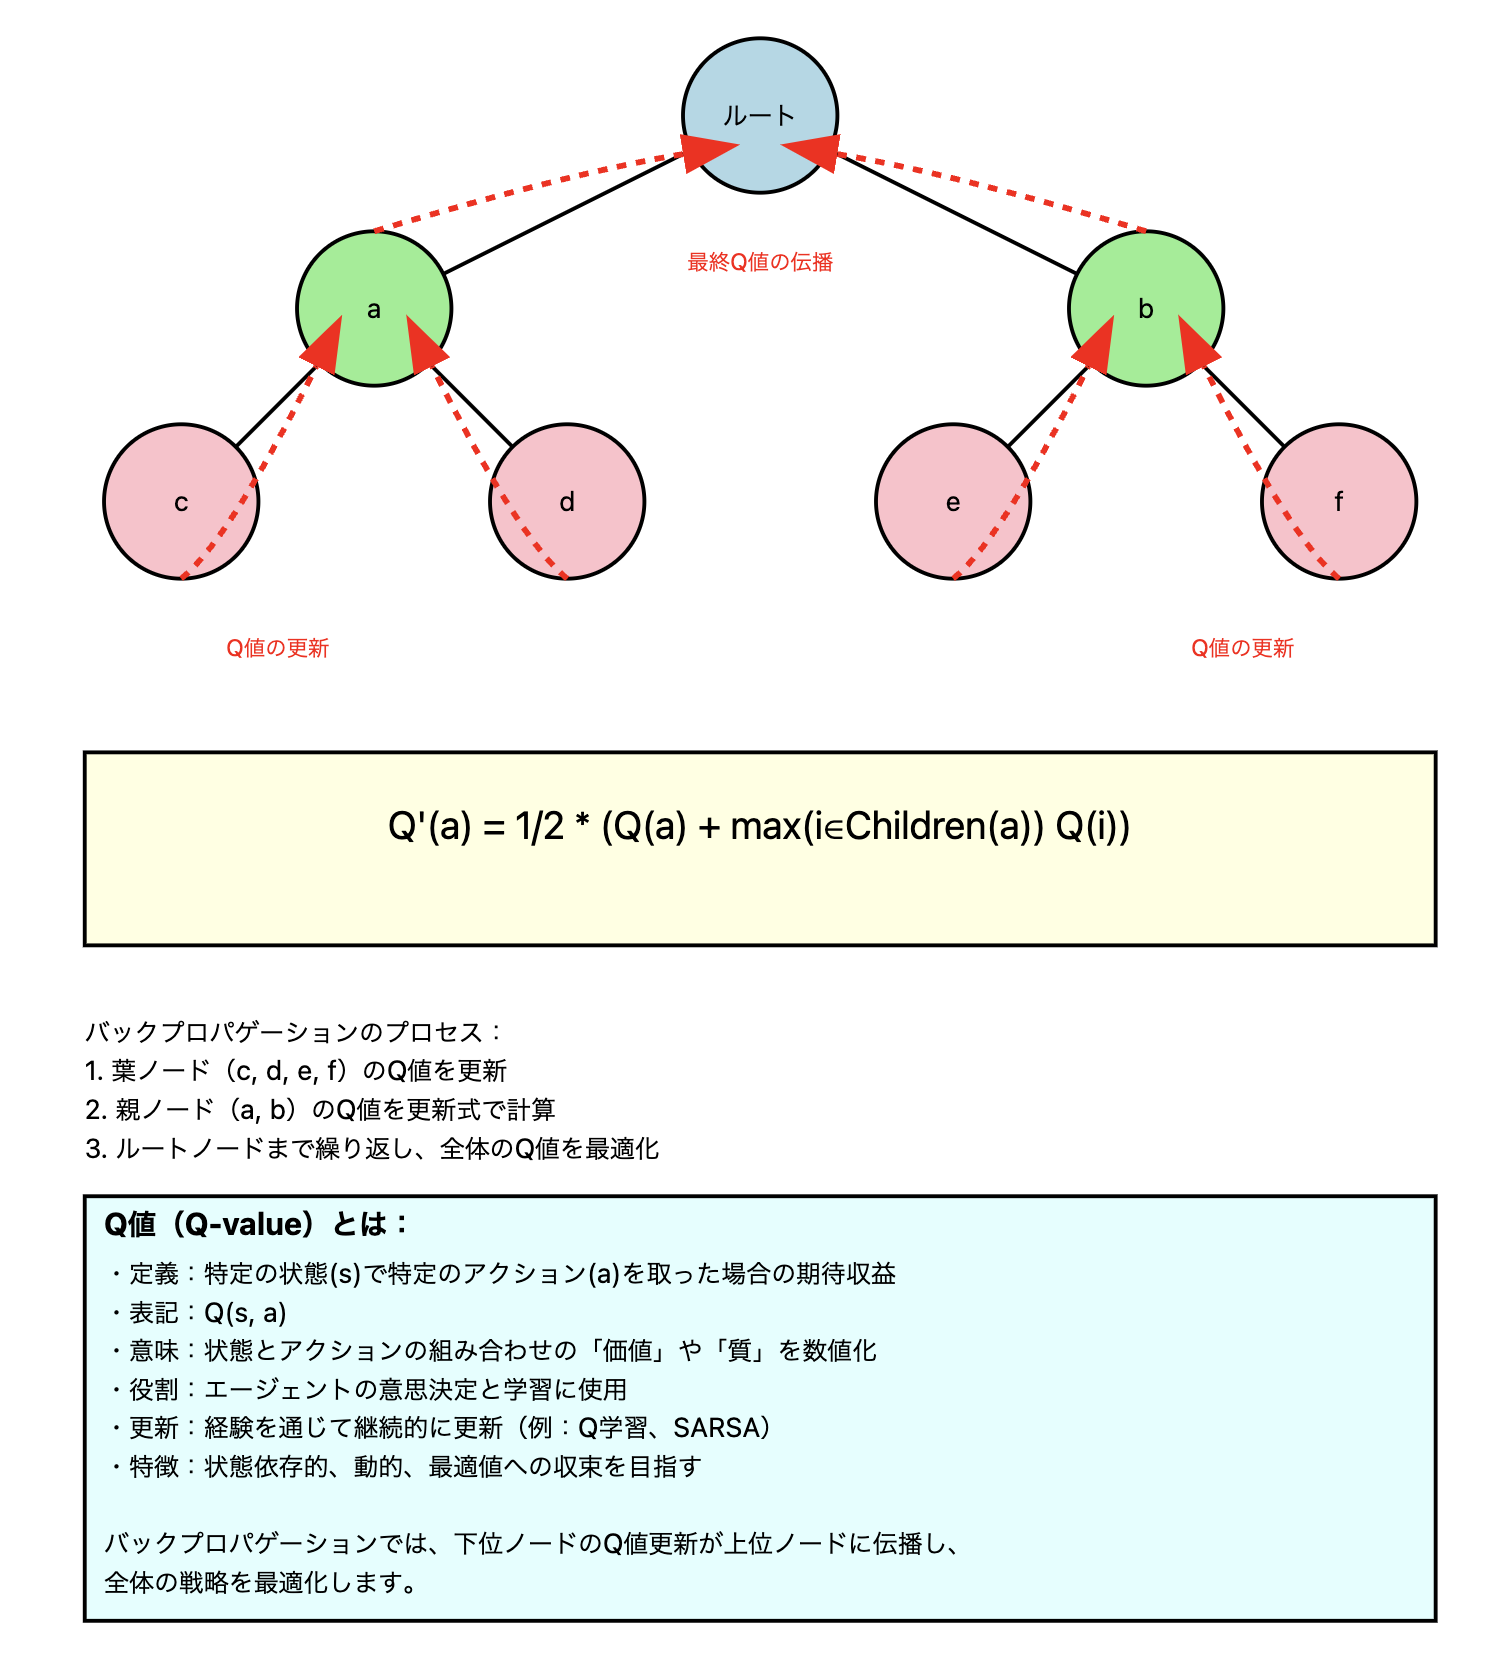 ルート
最終Q値の伝播
a
b
c
d
e
f
Q値の更新
Q値の更新
Q'(a) = 1/2 * (Q(a) + max(i∈Children(a)) Q(i))
バックプロパゲーションのプロセス：
1. 葉ノード（c, d, e, f）のQ値を更新
2. 親ノード（a, b）のQ値を更新式で計算
3. ルートノードまで繰り返し、全体のQ値を最適化
Q値（Q-value）とは：
・定義：特定の状態(s)で特定のアクション(a)を取った場合の期待収益
・表記：Q(s, a)
・意味：状態とアクションの組み合わせの「価値」や「質」を数値化
・役割：エージェントの意思決定と学習に使用
・更新：経験を通じて継続的に更新（例：Q学習、SARSA）
・特徴：状態依存的、動的、最適値への収束を目指す
バックプロパゲーションでは、下位ノードのQ値更新が上位ノードに伝播し、
全体の戦略を最適化します。